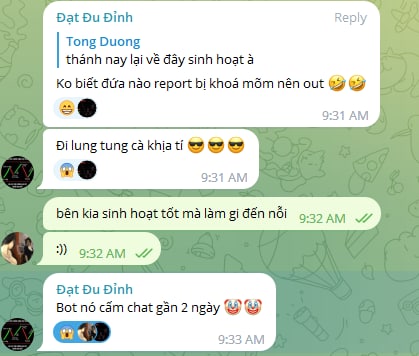 Đạt Đu Đỉnh Reply
Tong Duong
thánh nay lại về đây sinh hoạt à
Ko biết đứa nào report bị khoá mõm nên out 🤣🤣
9:31 AM
Đi lung tung cà khịa tí 😎😎😎
9:31 AM
bên kia sinh hoạt tốt mà làm gi đến nỗi 9:32 AM
:)) 9:32 AM
Đạt Đu Đỉnh
Bot nó cấm chat gần 2 ngày 🤡🤡
9:33 AM